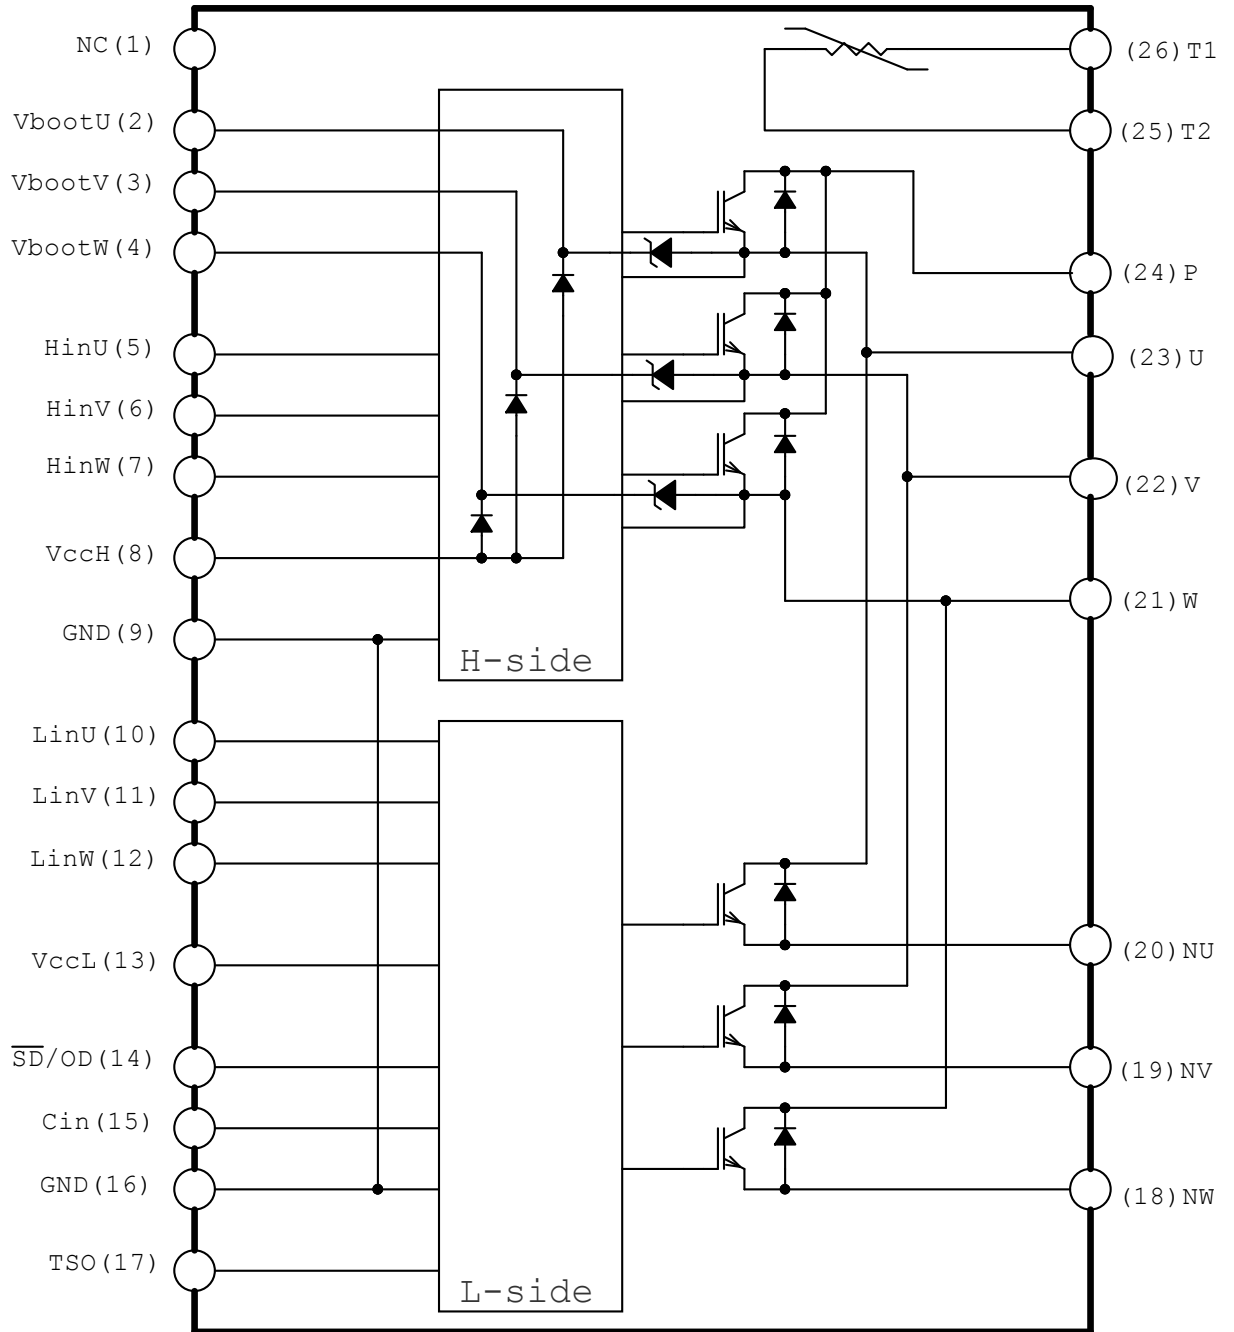 NC(1)
VbootU(2)
VbootV(3)
VbootW(4)
HinU(5)
HinV(6)
HinW(7)
VccH(8)
GND(9)
LinU(10)
LinV(11)
LinW(12)
VccL(13)
S̅D̅/OD(14)
Cin(15)
GND(16)
TSO(17)
H-side
L-side
(26)T1
(25)T2
(24)P
(23)U
(22)V
(21)W
(20)NU
(19)NV
(18)NW